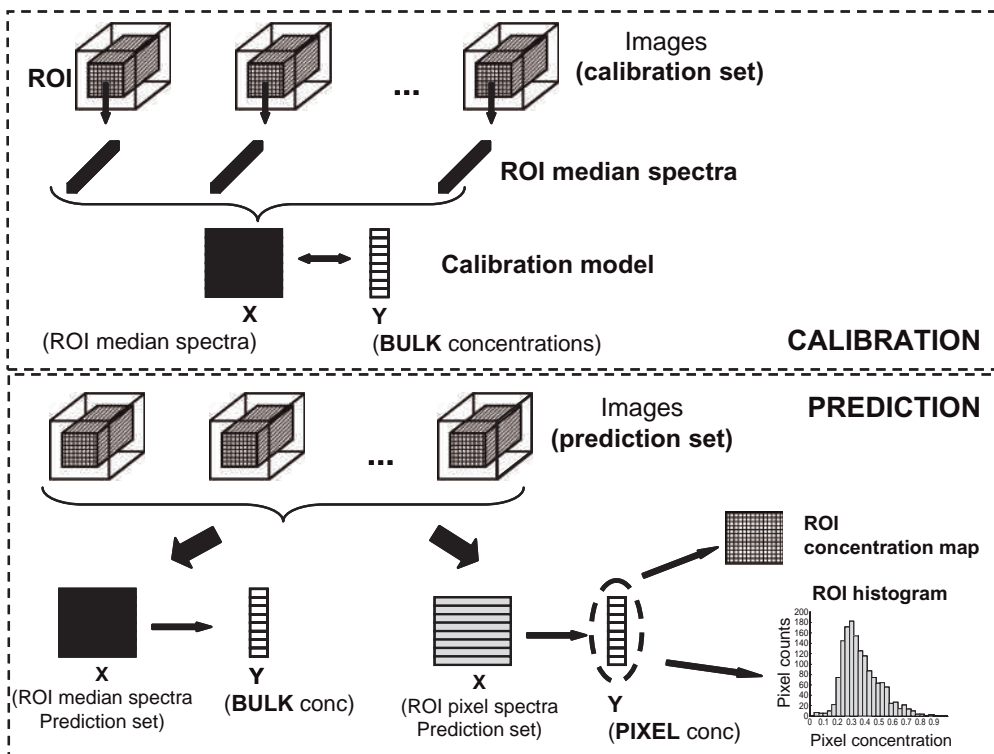 Images
(calibration set)
ROI
...
ROI median spectra
Calibration model
X
(ROI median spectra)
Y
(BULK concentrations)
CALIBRATION
PREDICTION
Images
(prediction set)
...
ROI
concentration map
X
(ROI median spectra
Prediction set)
Y
(BULK conc)
X
(ROI pixel spectra
Prediction set)
Y
(PIXEL conc)
ROI histogram
Pixel counts
200
180
160
140
120
100
80
60
40
20
0
0 0.1 0.2 0.3 0.4 0.5 0.6 0.7 0.8 0.9
Pixel concentration